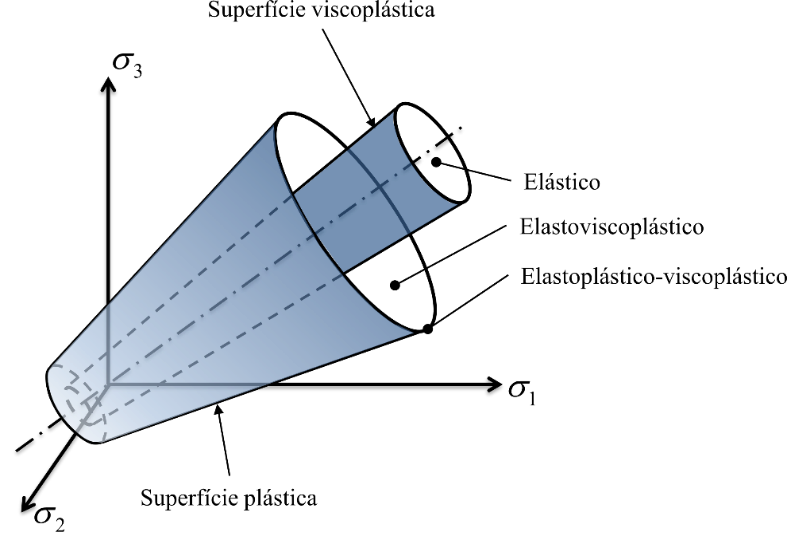 Superfície viscoplástica
σ3
Elástico
Elastoviscoplástico
Elastoplástico-viscoplástico
σ1
Superfície plástica
σ2